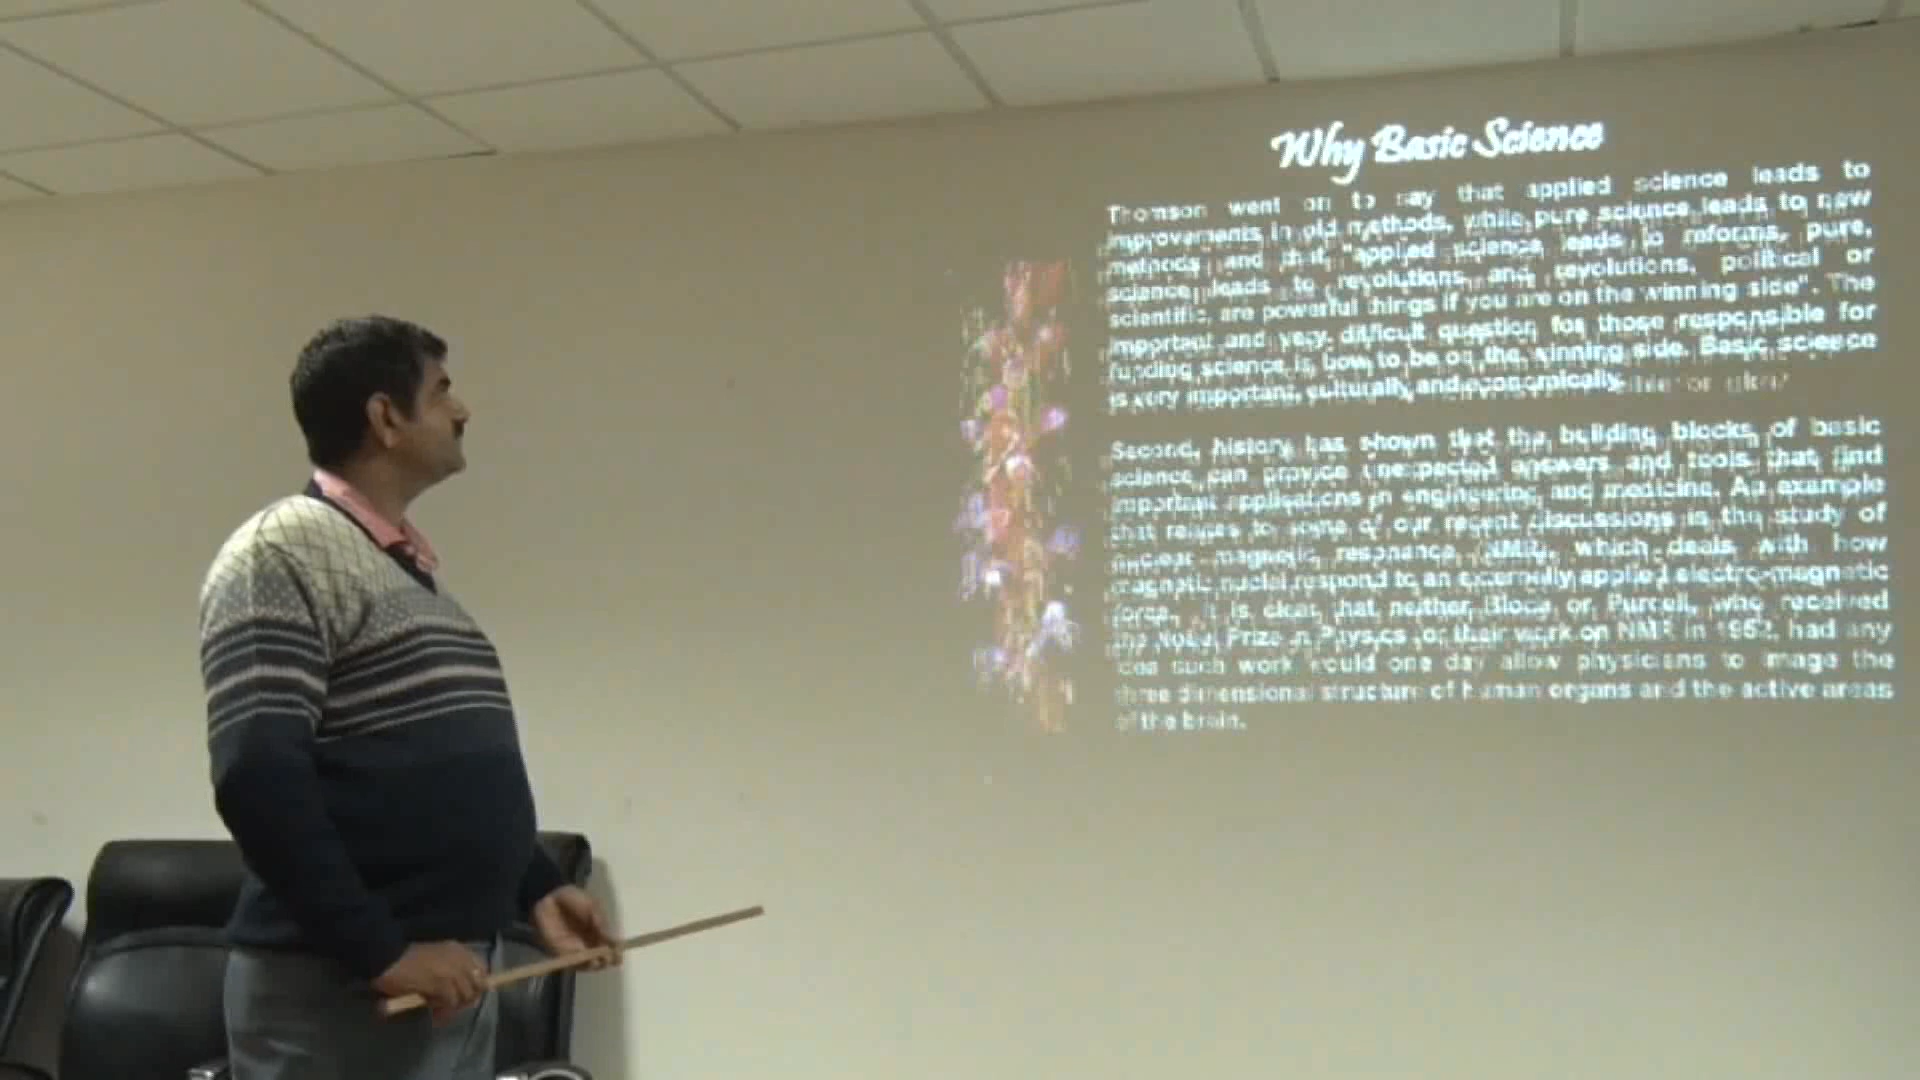 Why Basic Science
Thomson went on to say that applied science leads to
improvements in old methods, while pure science leads to new
methods and that "applied science leads to reforms, pure,
science leads to revolutions and revolutions, political or
scientific, are powerful things if you are on the winning side". The
important and very difficult question for those responsible for
funding science is how to be on the winning side. Basic science
is very important, culturally and economically.
Second, history has shown that the building blocks of basic
science can provide unexpected answers and tools that find
important applications in engineering and medicine. An example
that relates to some of our recent discussions is the study of
nuclear magnetic resonance (NMR), which deals with how
magnetic nuclei respond to an externally applied electro-magnetic
force. It is clear that neither Bloch or Purcell, who received
the Nobel Prize in Physics for their work on NMR in 1952, had any
idea such work would one day allow physicians to image the
three dimensional structure of human organs and the active areas
of the brain.